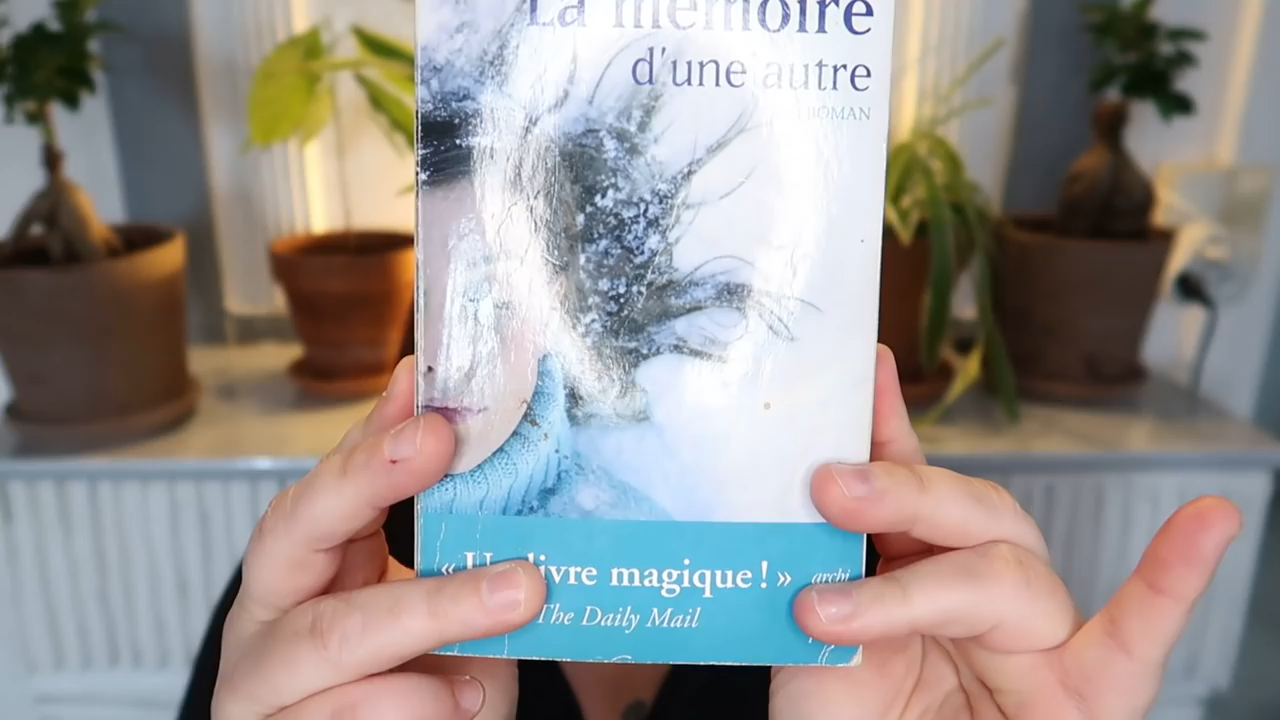 La mémoire
d'une autre
ROMAN
« Un livre magique ! »
The Daily Mail
archi